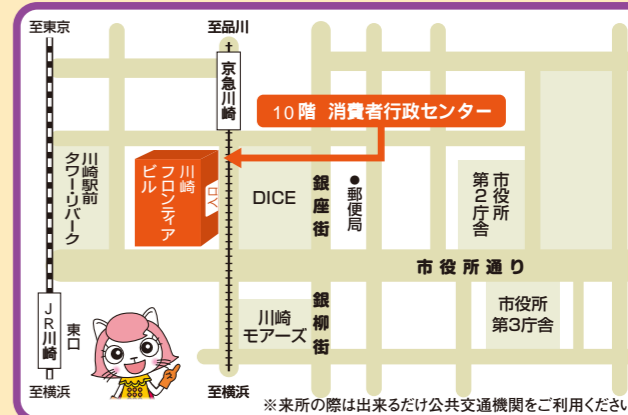 至東京
至品川
京急川崎
10階 消費者行政センター
川崎駅前
タワー・リバーク
川崎
フロンティア
ビル
入口
DICE
銀座街
●郵便局
市役所
第2庁舎
市役所通り
JR川崎
東口
川崎
モアーズ
銀柳街
市役所
第3庁舎
至横浜
至横浜
※来所の際は出来るだけ公共交通機関をご利用ください